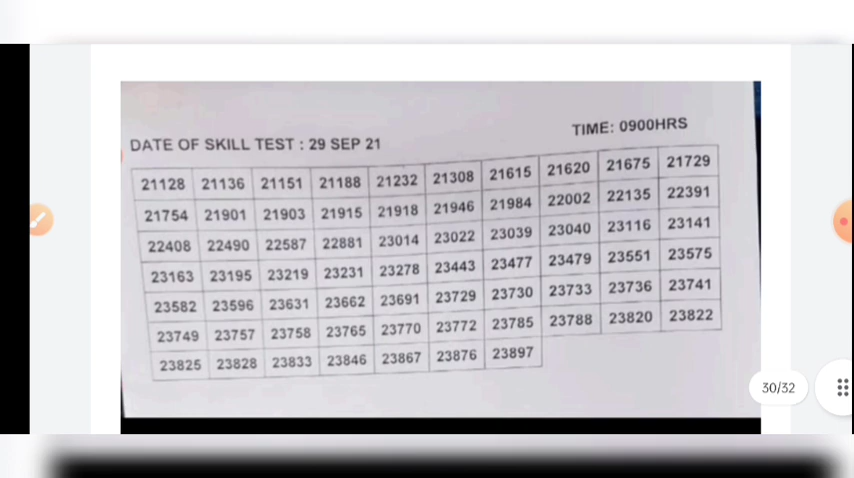 TIME: 0900HRS
DATE OF SKILL TEST : 29 SEP 21
21128 21136 21151 21188 21232 21308 21615 21620 21675 21729
21754 21901 21903 21915 21918 21946 21984 22002 22135 22391
22408 22490 22587 22881 23014 23022 23039 23040 23116 23141
23163 23195 23219 23231 23278 23443 23477 23479 23551 23575
23582 23596 23631 23662 23691 23729 23730 23733 23736 23741
23749 23757 23758 23765 23770 23772 23785 23788 23820 23822
23825 23828 23833 23846 23867 23876 23897
30/32